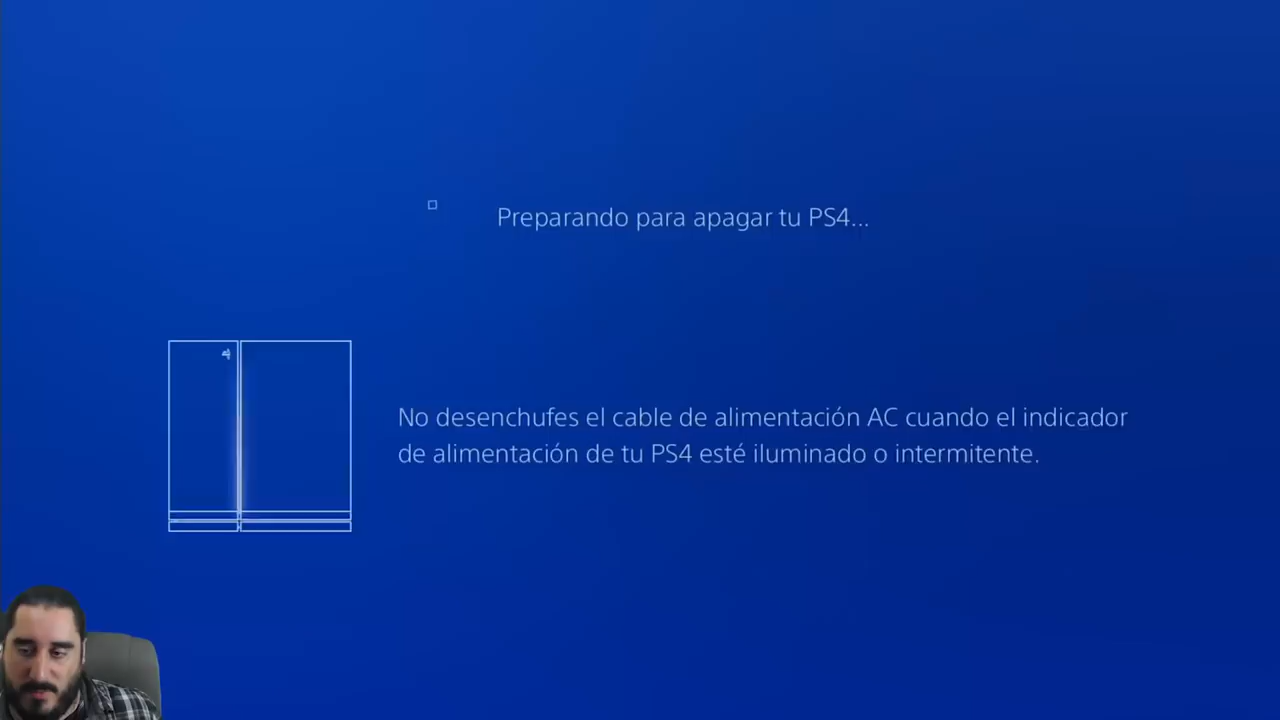 Preparando para apagar tu PS4...
No desenchufes el cable de alimentación AC cuando el indicador
de alimentación de tu PS4 esté iluminado o intermitente.